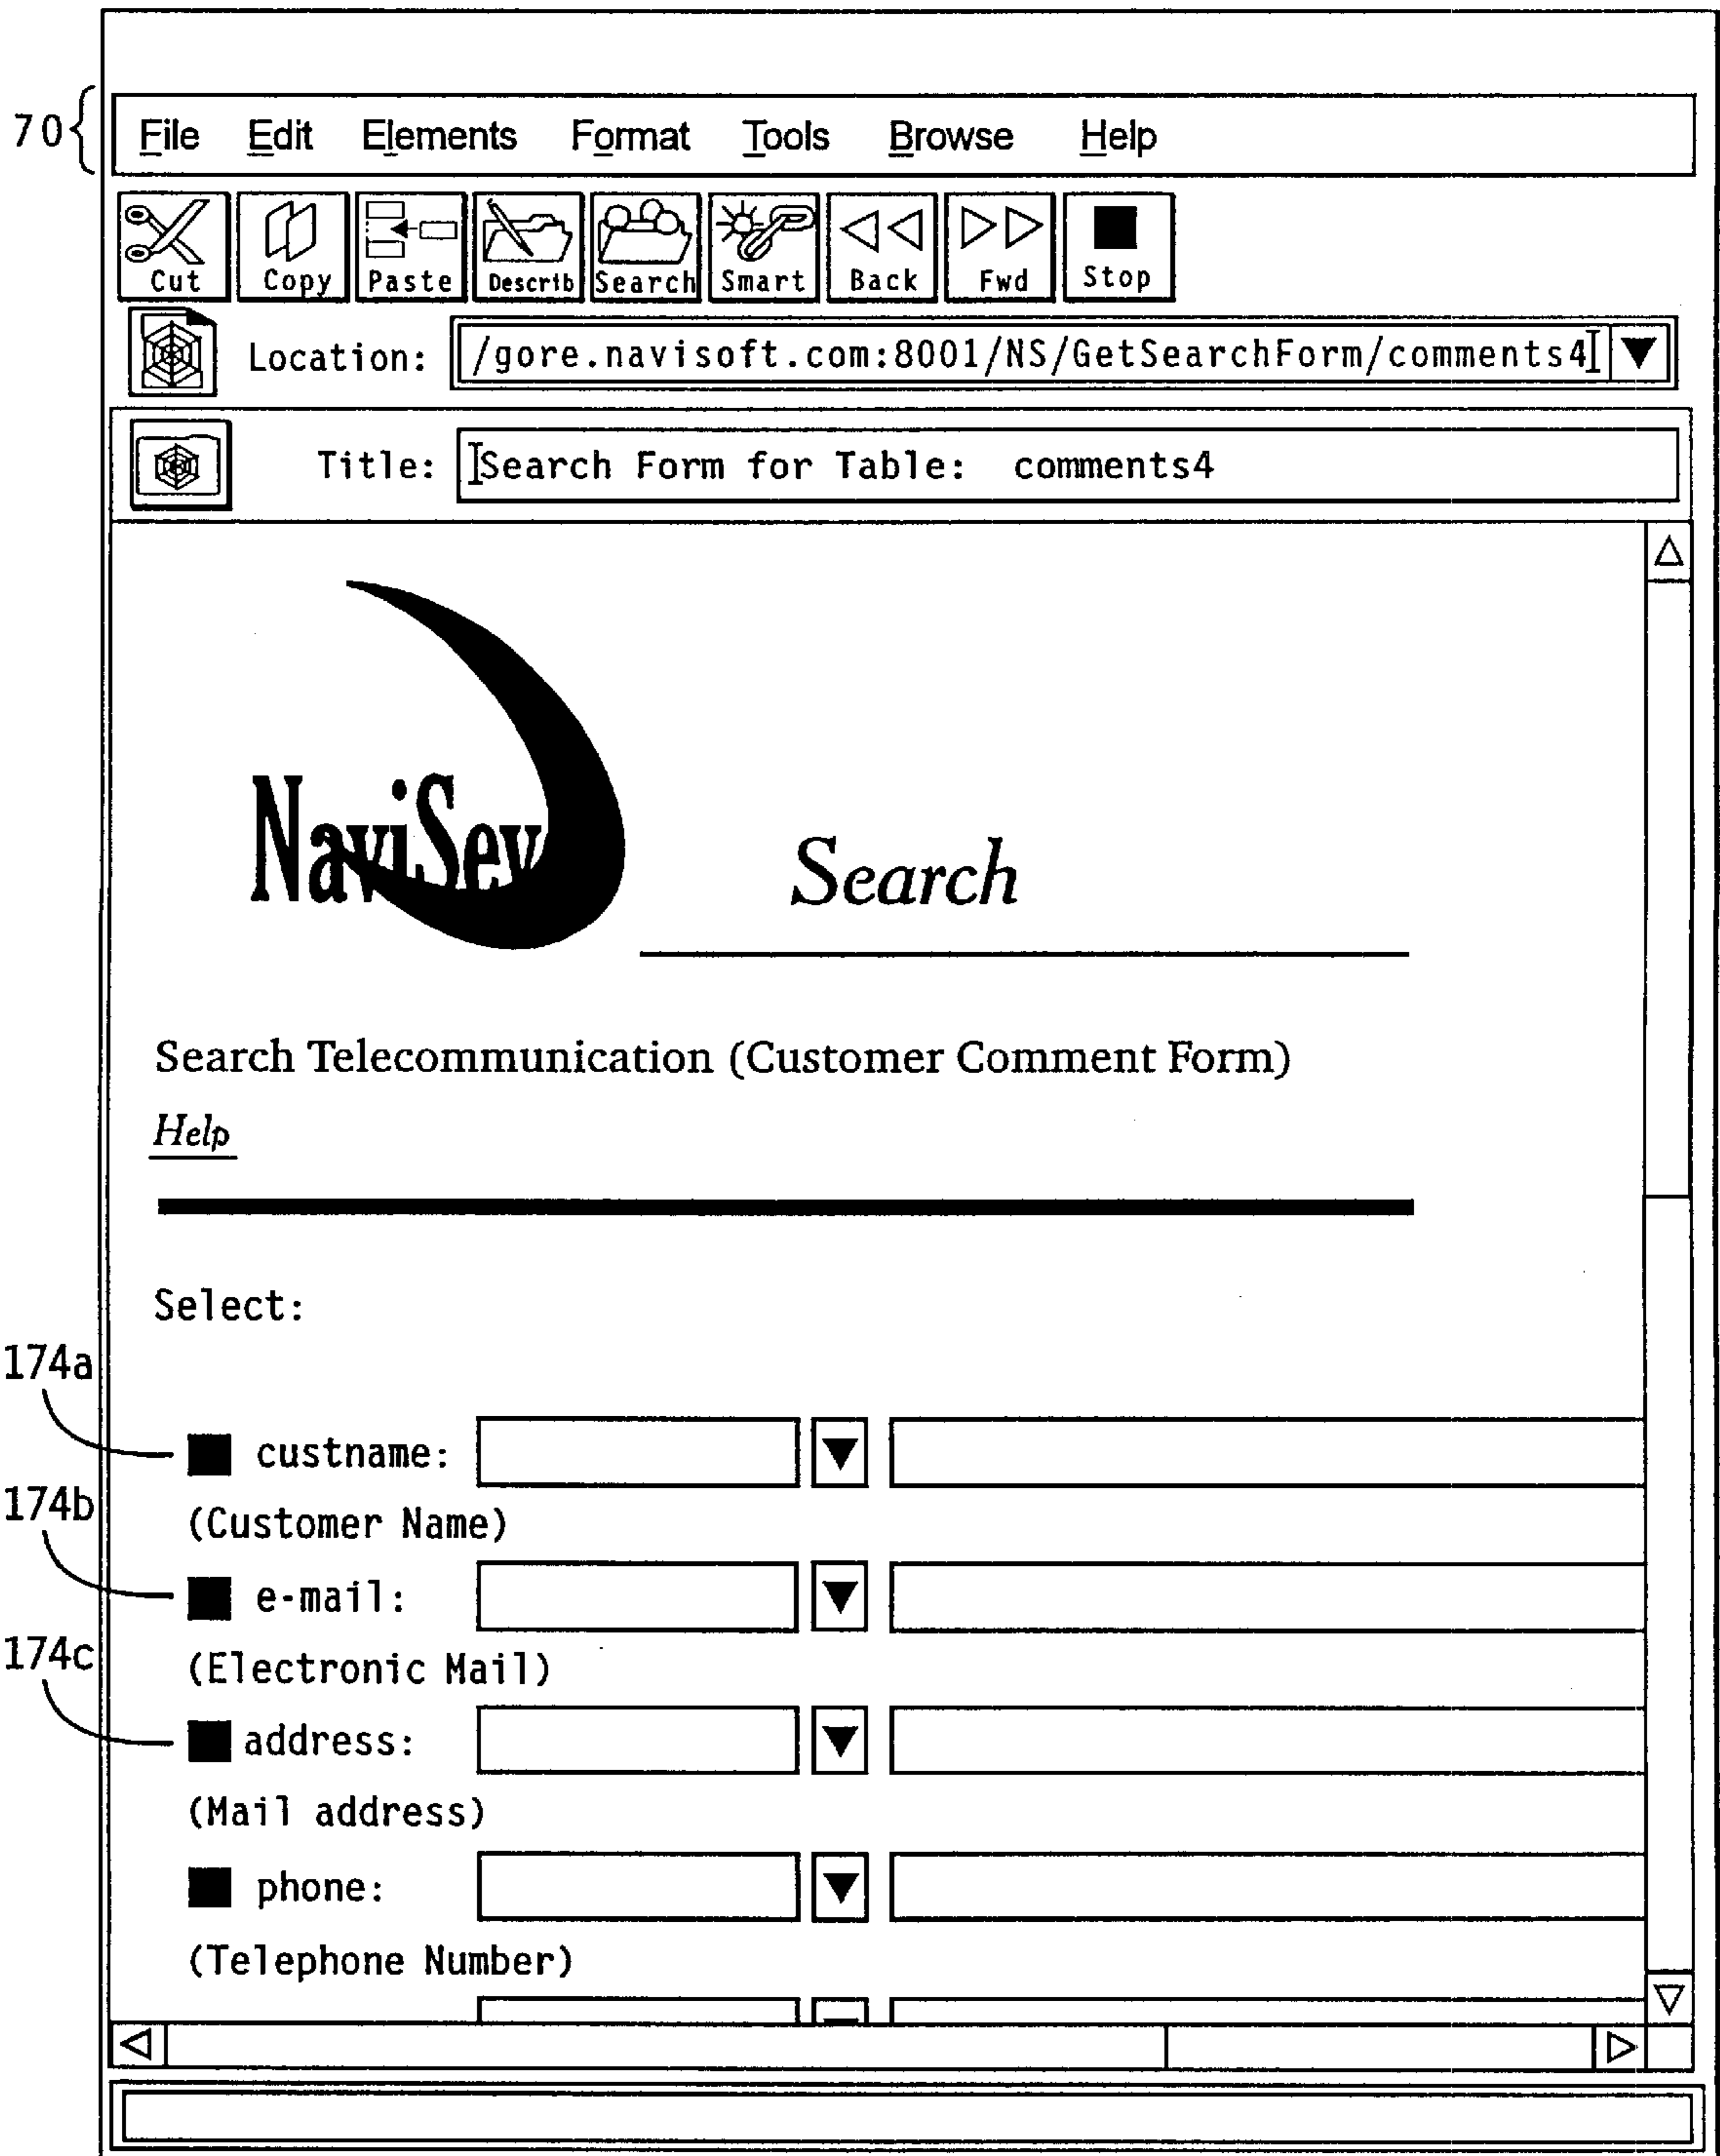 70
File Edit Elements Format Tools Browse Help
Cut Copy Paste Describ Search Smart Back Fwd Stop
Location: /gore.navisoft.com:8001/NS/GetSearchForm/comments4
Title: Search Form for Table: comments4
NaviSev
Search
Search Telecommunication (Customer Comment Form)
Help
Select:
174a
custname:
174b
(Customer Name)
e-mail:
174c
(Electronic Mail)
address:
(Mail address)
phone:
(Telephone Number)